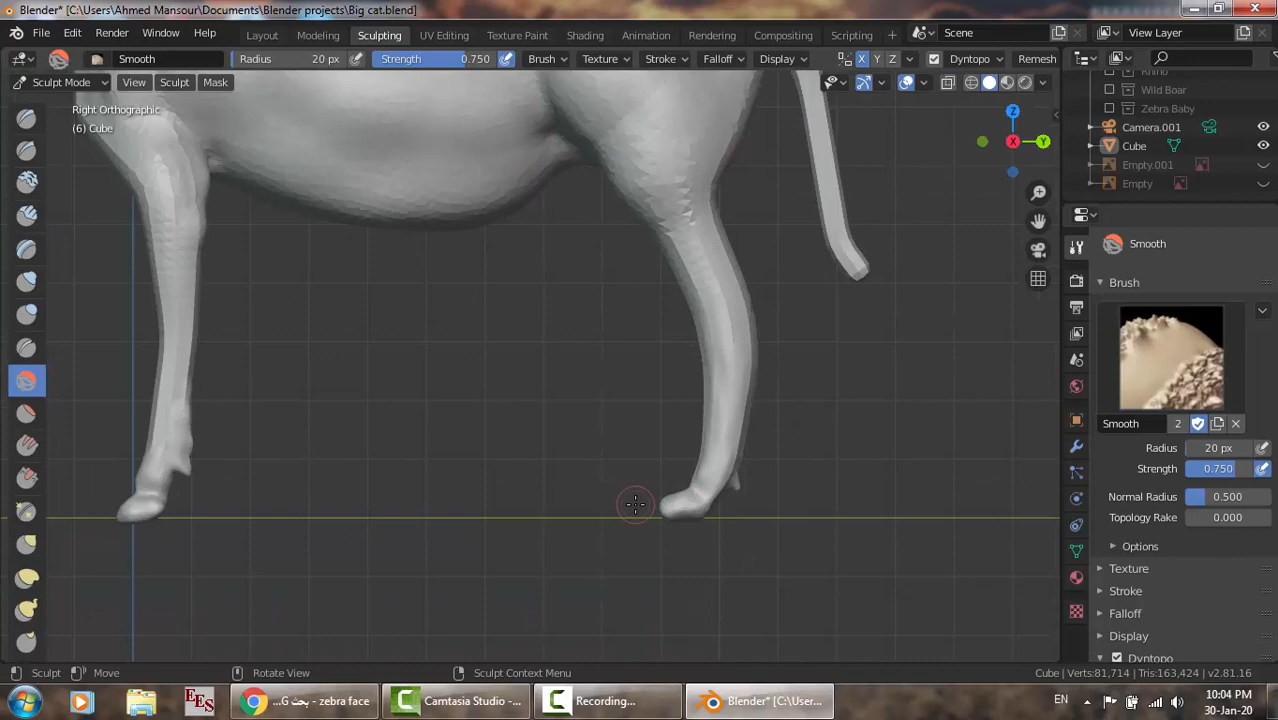 Blender* [C:\Users\Ahmed Mansour\Documents\Blender projects\Big cat.blend]
File Edit Render Window Help Layout Modeling Sculpting UV Editing Texture Paint Shading Animation Rendering Compositing Scripting Scene View Layer
Smooth Radius 20 px Strength 0.750 Brush Texture Stroke Falloff Display X Y Z Dyntopo Remesh
Sculpt Mode View Sculpt Mask
Right Orthographic
(6) Cube
Z
X
Y
Rhino
Wild Boar
Zebra Baby
Camera.001
Cube
Empty.001
Empty
Smooth
Brush
Smooth 2
Radius 20 px
Strength 0.750
Normal Radius 0.500
Topology Rake 0.000
Options
Texture
Stroke
Falloff
Display
Dyntopo
Sculpt Move Rotate View Sculpt Context Menu Cube | Verts:81,714 | Tris:163,424 | v2.81.16
EES ...G بحث - zebra face Camtasia Studio -... Recording... Blender* [C:\User... EN 10:04 PM
30-Jan-20